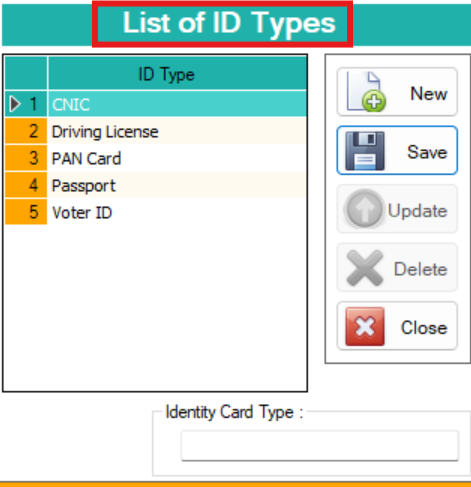 List of ID Types
ID Type
1 CNIC
2 Driving License
3 PAN Card
4 Passport
5 Voter ID
New
Save
Update
Delete
Close
Identity Card Type :